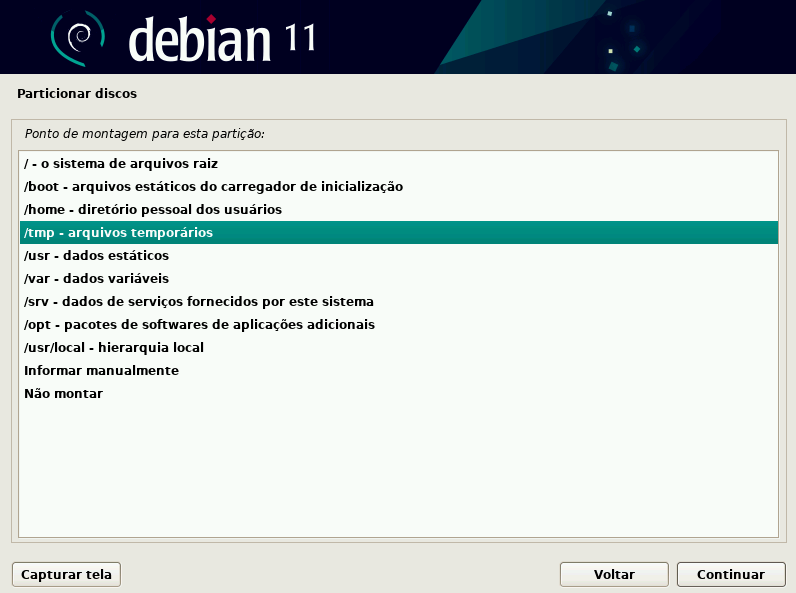 debian 11
Particionar discos
Ponto de montagem para esta partição:
/ - o sistema de arquivos raiz
/boot - arquivos estáticos do carregador de inicialização
/home - diretório pessoal dos usuários
/tmp - arquivos temporários
/usr - dados estáticos
/var - dados variáveis
/srv - dados de serviços fornecidos por este sistema
/opt - pacotes de softwares de aplicações adicionais
/usr/local - hierarquia local
Informar manualmente
Não montar
Capturar tela
Voltar
Continuar